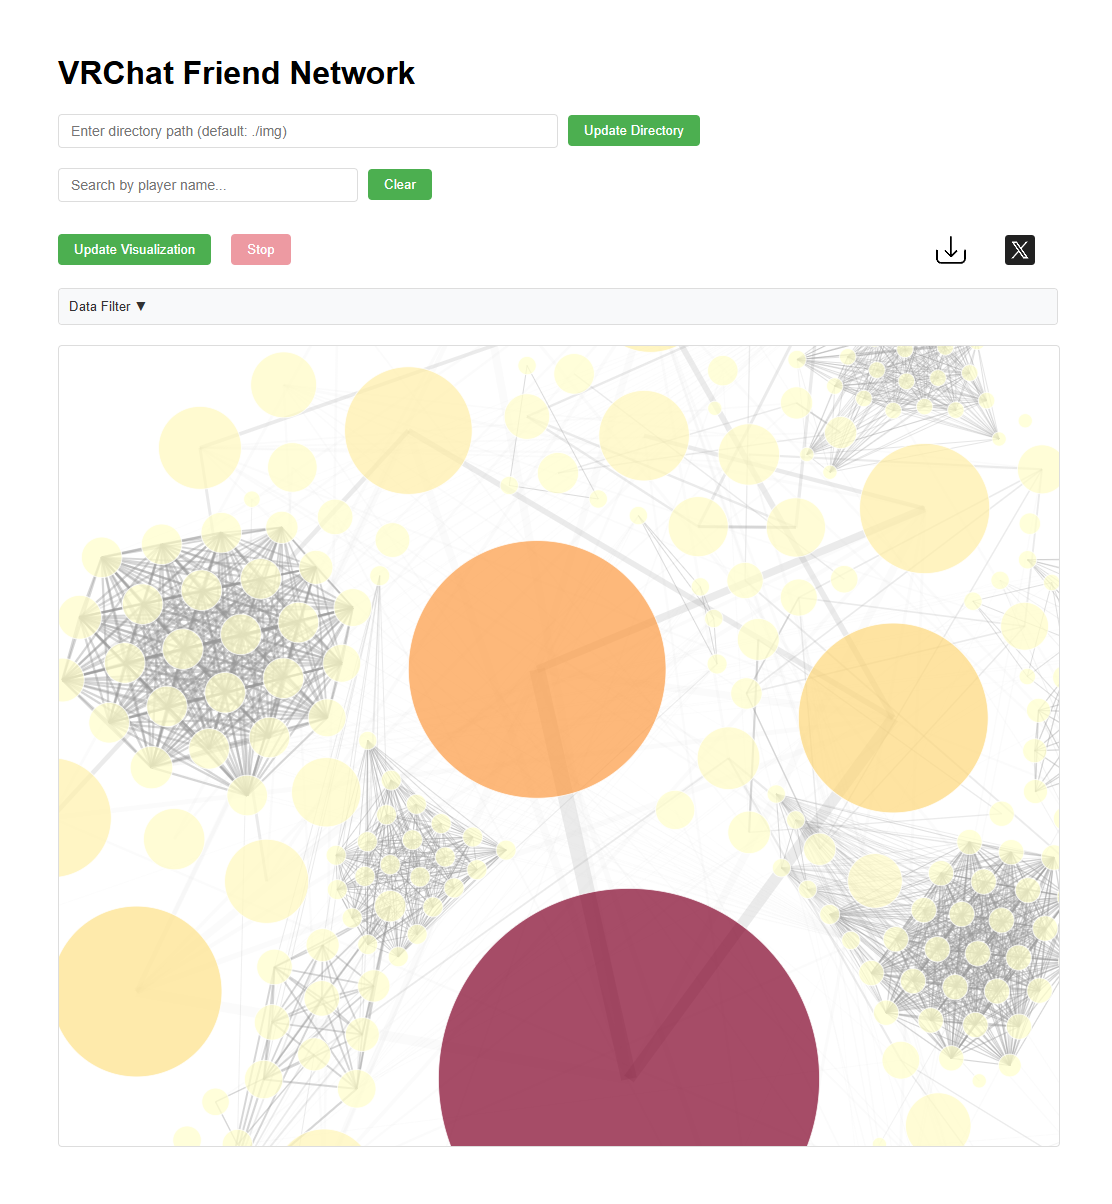 VRChat Friend Network
Enter directory path (default: ./img)
Update Directory
Search by player name...
Clear
Update Visualization
Stop
Data Filter ▼